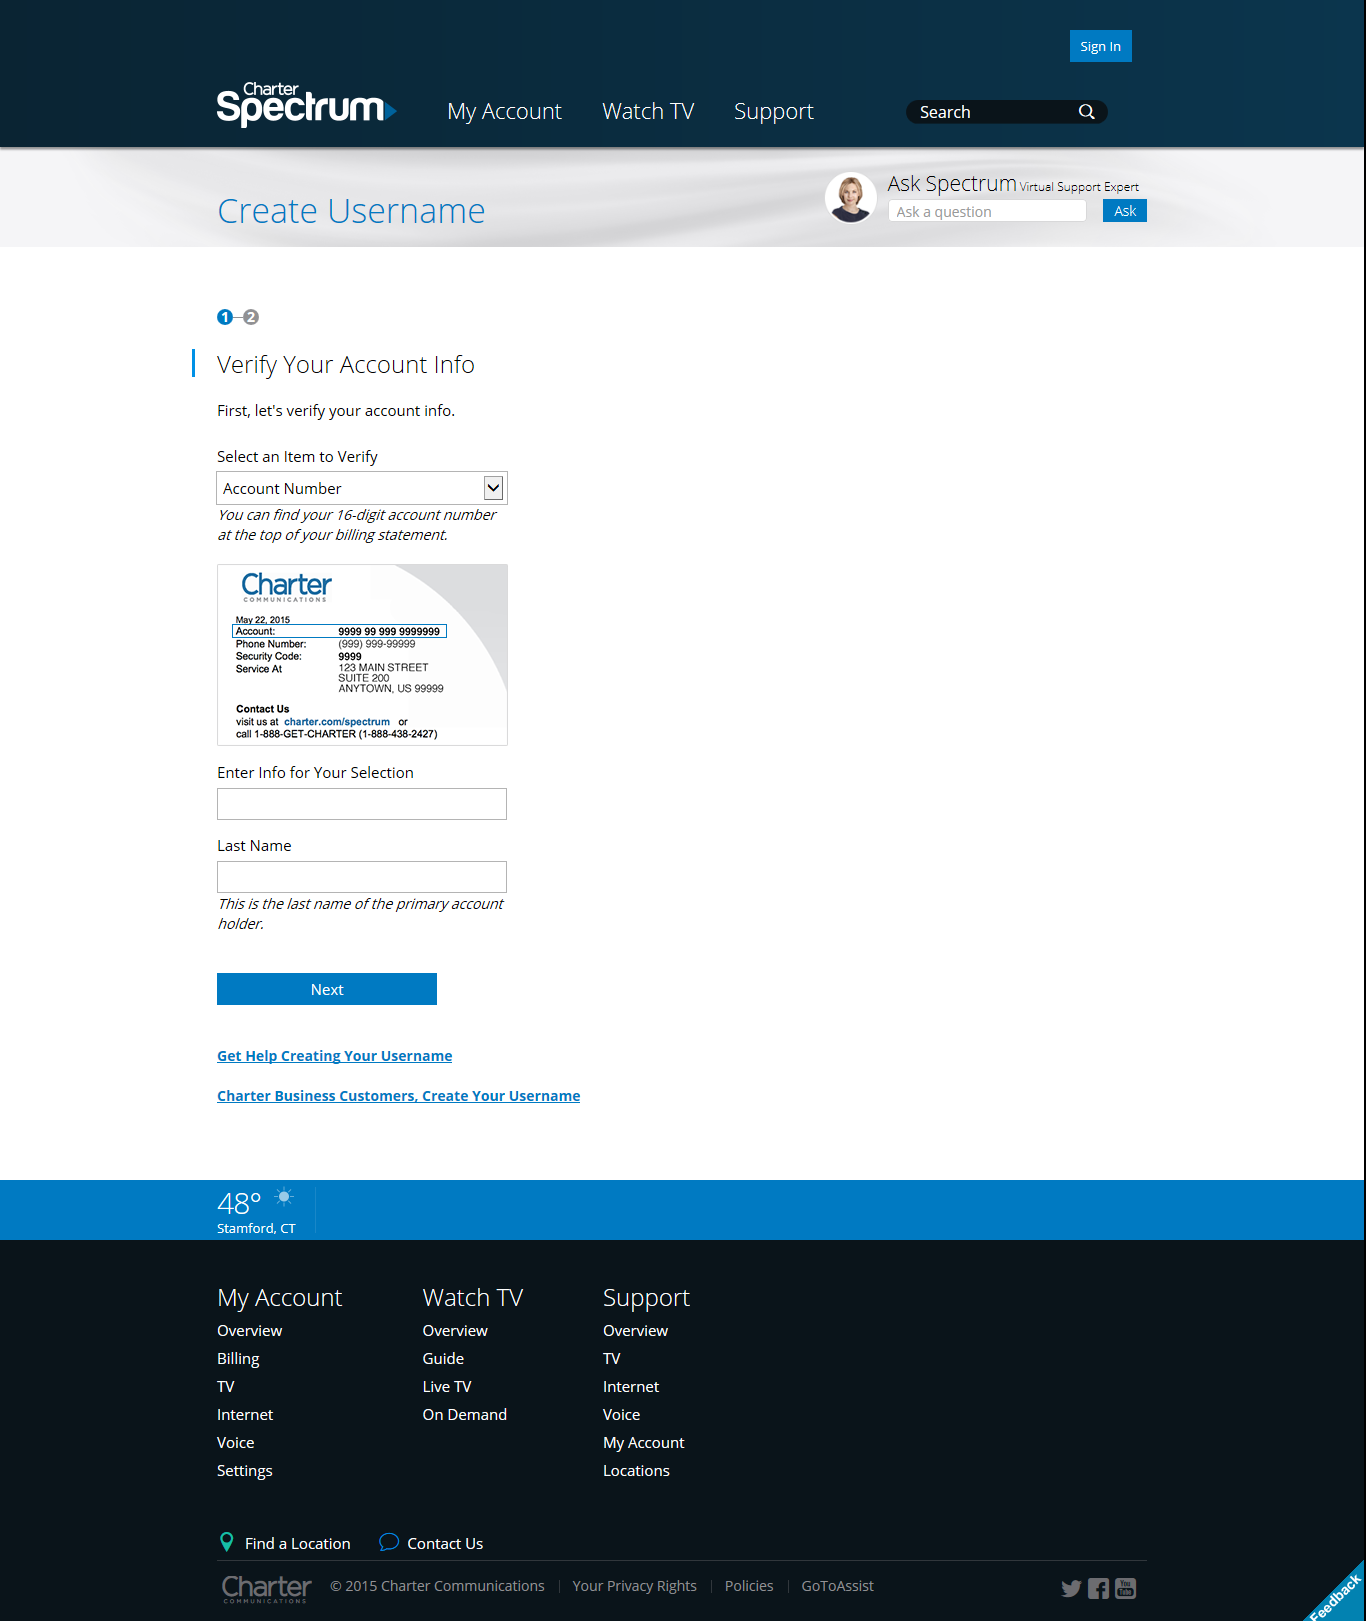 Sign In
Charter
Spectrum
My Account Watch TV Support Search
Create Username
Ask Spectrum Virtual Support Expert
Ask a question Ask
1 2
Verify Your Account Info
First, let's verify your account info.
Select an Item to Verify
Account Number
You can find your 16-digit account number
at the top of your billing statement.
Charter
COMMUNICATIONS
May 22, 2015
Account: 9999 99 999 9999999
Phone Number: (999) 999-99999
Security Code: 9999
Service At 123 MAIN STREET
SUITE 200
ANYTOWN, US 99999
Contact Us
visit us at charter.com/spectrum or
call 1-888-GET-CHARTER (1-888-438-2427)
Enter Info for Your Selection
Last Name
This is the last name of the primary account
holder.
Next
Get Help Creating Your Username
Charter Business Customers, Create Your Username
48°
Stamford, CT
My Account
Overview
Billing
TV
Internet
Voice
Settings
Watch TV
Overview
Guide
Live TV
On Demand
Support
Overview
TV
Internet
Voice
My Account
Locations
Find a Location Contact Us
Charter
COMMUNICATIONS
© 2015 Charter Communications Your Privacy Rights Policies GoToAssist
You
Tube
Feedback